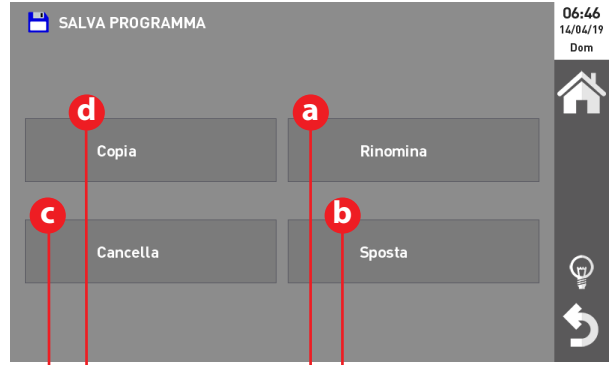 SALVA PROGRAMMA
06:46
14/04/19
Dom
d
a
Copia
Rinomina
c
b
Cancella
Sposta